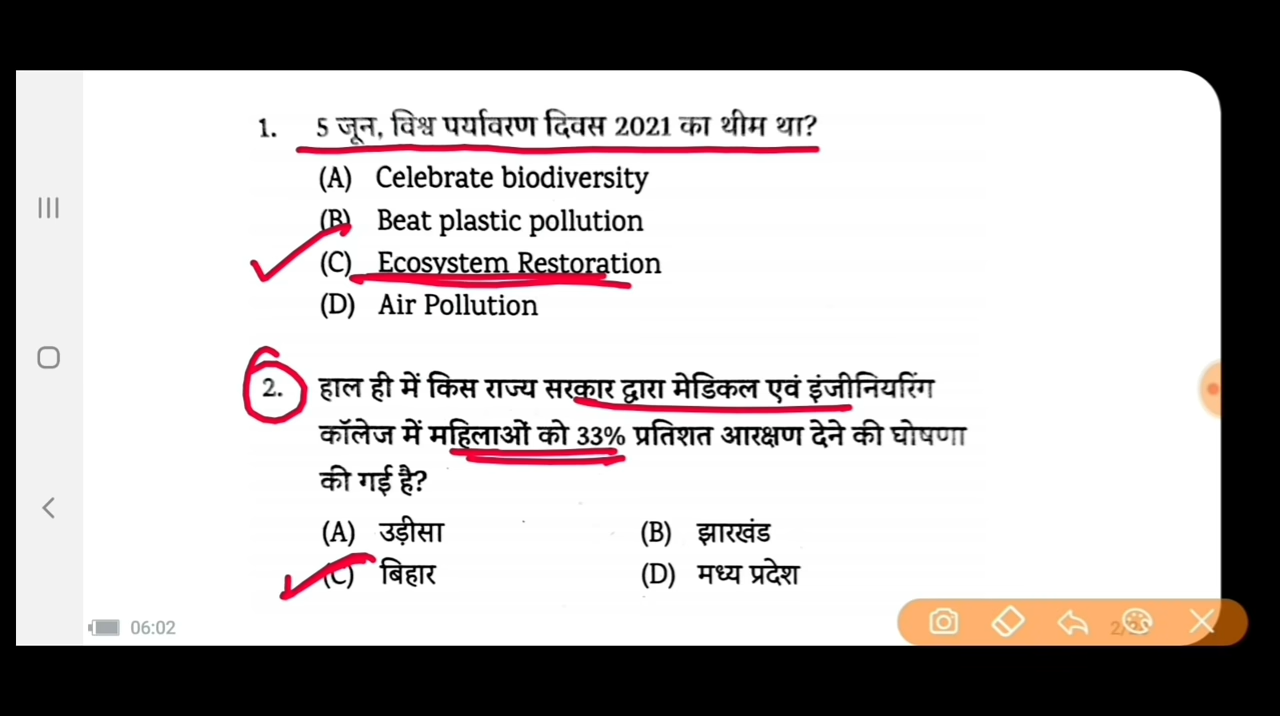 1. 5 जून, विश्व पर्यावरण दिवस 2021 का थीम था?
(A) Celebrate biodiversity
(B) Beat plastic pollution
(C) Ecosystem Restoration
(D) Air Pollution
2. हाल ही में किस राज्य सरकार द्वारा मेडिकल एवं इंजीनियरिंग
कॉलेज में महिलाओं को 33% प्रतिशत आरक्षण देने की घोषणा
की गई है?
(A) उड़ीसा (B) झारखंड
(C) बिहार (D) मध्य प्रदेश
06:02